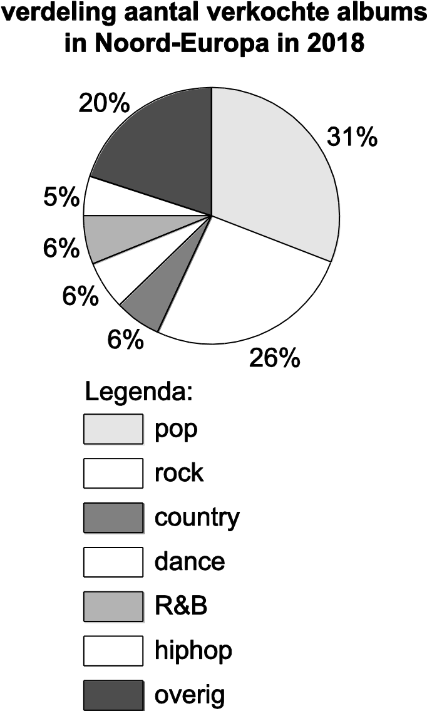 verdeling aantal verkochte albums
in Noord-Europa in 2018
20%
31%
5%
6%
6%
6%
26%
Legenda:
pop
rock
country
dance
R&B
hiphop
overig